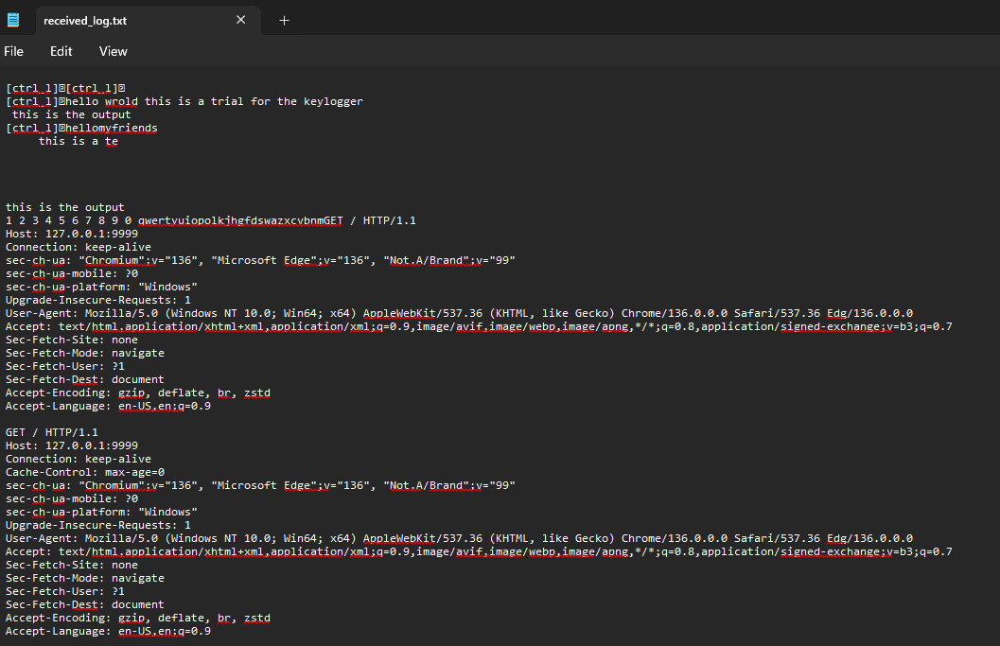 received_log.txt
File Edit View
[ctrl_l][ctrl_l]
[ctrl_l]hello wrold this is a trial for the keylogger
this is the output
[ctrl_l]hellomyfriends
this is a te
this is the output
1 2 3 4 5 6 7 8 9 0 qwertyuiopolkjhgfdswazxcvbnmGET / HTTP/1.1
Host: 127.0.0.1:9999
Connection: keep-alive
sec-ch-ua: "Chromium";v="136", "Microsoft Edge";v="136", "Not.A/Brand";v="99"
sec-ch-ua-mobile: ?0
sec-ch-ua-platform: "Windows"
Upgrade-Insecure-Requests: 1
User-Agent: Mozilla/5.0 (Windows NT 10.0; Win64; x64) AppleWebKit/537.36 (KHTML, like Gecko) Chrome/136.0.0.0 Safari/537.36 Edg/136.0.0.0
Accept: text/html,application/xhtml+xml,application/xml;q=0.9,image/avif,image/webp,image/apng,*/*;q=0.8,application/signed-exchange;v=b3;q=0.7
Sec-Fetch-Site: none
Sec-Fetch-Mode: navigate
Sec-Fetch-User: ?1
Sec-Fetch-Dest: document
Accept-Encoding: gzip, deflate, br, zstd
Accept-Language: en-US,en;q=0.9
GET / HTTP/1.1
Host: 127.0.0.1:9999
Connection: keep-alive
Cache-Control: max-age=0
sec-ch-ua: "Chromium";v="136", "Microsoft Edge";v="136", "Not.A/Brand";v="99"
sec-ch-ua-mobile: ?0
sec-ch-ua-platform: "Windows"
Upgrade-Insecure-Requests: 1
User-Agent: Mozilla/5.0 (Windows NT 10.0; Win64; x64) AppleWebKit/537.36 (KHTML, like Gecko) Chrome/136.0.0.0 Safari/537.36 Edg/136.0.0.0
Accept: text/html,application/xhtml+xml,application/xml;q=0.9,image/avif,image/webp,image/apng,*/*;q=0.8,application/signed-exchange;v=b3;q=0.7
Sec-Fetch-Site: none
Sec-Fetch-Mode: navigate
Sec-Fetch-User: ?1
Sec-Fetch-Dest: document
Accept-Encoding: gzip, deflate, br, zstd
Accept-Language: en-US,en;q=0.9